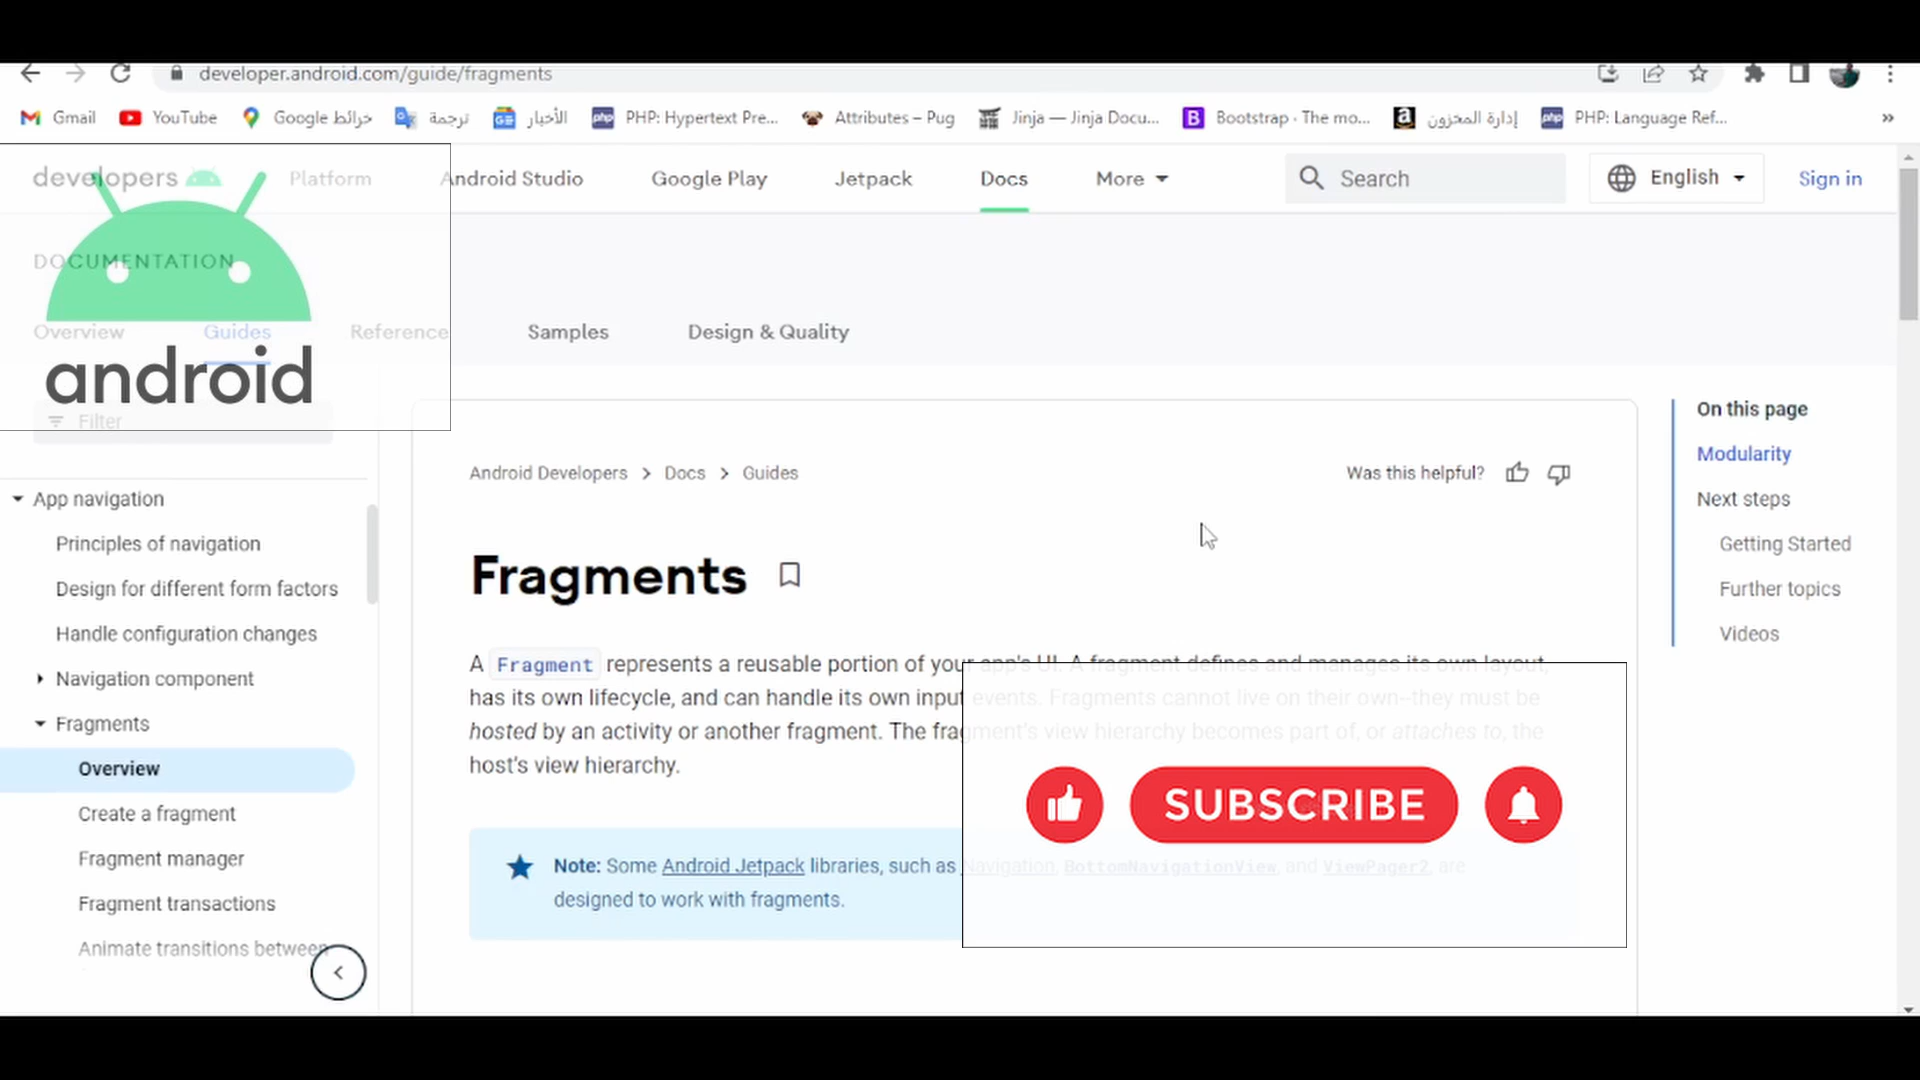 developer.android.com/guide/fragments
Gmail YouTube خرائط Google ترجمة الأخبار PHP: Hypertext Pre... Attributes – Pug Jinja — Jinja Docu... Bootstrap · The mo... إدارة المخزون PHP: Language Ref... »
developers Platform Android Studio Google Play Jetpack Docs More Search English Sign in
DOCUMENTATION
Overview Guides Reference Samples Design & Quality
android
Filter
App navigation
Principles of navigation
Design for different form factors
Handle configuration changes
Navigation component
Fragments
Overview
Create a fragment
Fragment manager
Fragment transactions
Animate transitions between
Android Developers > Docs > Guides
Was this helpful?
Fragments
A Fragment represents a reusable portion of your app's UI. A fragment defines and manages its own layout,
has its own lifecycle, and can handle its own input events. Fragments cannot live on their own--they must be
hosted by an activity or another fragment. The fragment's view hierarchy becomes part of, or attaches to, the
host's view hierarchy.
SUBSCRIBE
Note: Some Android Jetpack libraries, such as Navigation, BottomNavigationView, and ViewPager2, are
designed to work with fragments.
On this page
Modularity
Next steps
Getting Started
Further topics
Videos